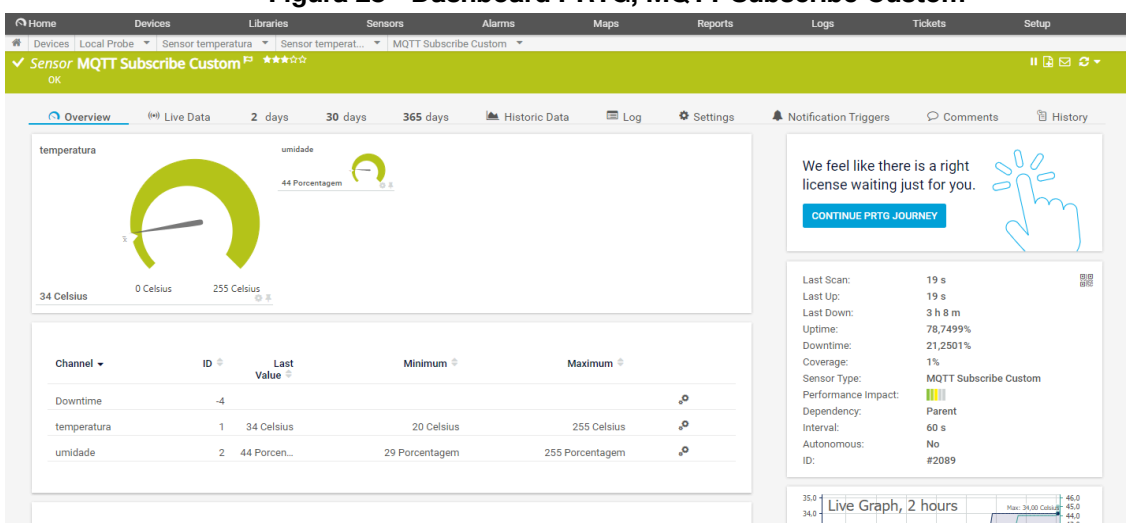 Home Devices Libraries Sensors Alarms Maps Reports Logs Tickets Setup
Devices Local Probe Sensor temperatura Sensor temperat... MQTT Subscribe Custom
Sensor MQTT Subscribe Custom
OK
Overview Live Data 2 days 30 days 365 days Historic Data Log Settings Notification Triggers Comments History
temperatura
0 Celsius 255 Celsius
34 Celsius
umidade
44 Porcentagem
We feel like there is a right
license waiting just for you.
CONTINUE PRTG JOURNEY
Channel ID Last Value Minimum Maximum
Downtime -4
temperatura 1 34 Celsius 20 Celsius 255 Celsius
umidade 2 44 Porcen... 29 Porcentagem 255 Porcentagem
Last Scan: 19 s
Last Up: 19 s
Last Down: 3 h 8 m
Uptime: 78,7499%
Downtime: 21,2501%
Coverage: 1%
Sensor Type: MQTT Subscribe Custom
Performance Impact:
Dependency: Parent
Interval: 60 s
Autonomous: No
ID: #2089
Live Graph, 2 hours
35.0
34.0
Max: 34,00 Celsius
46.0
45.0
44.0